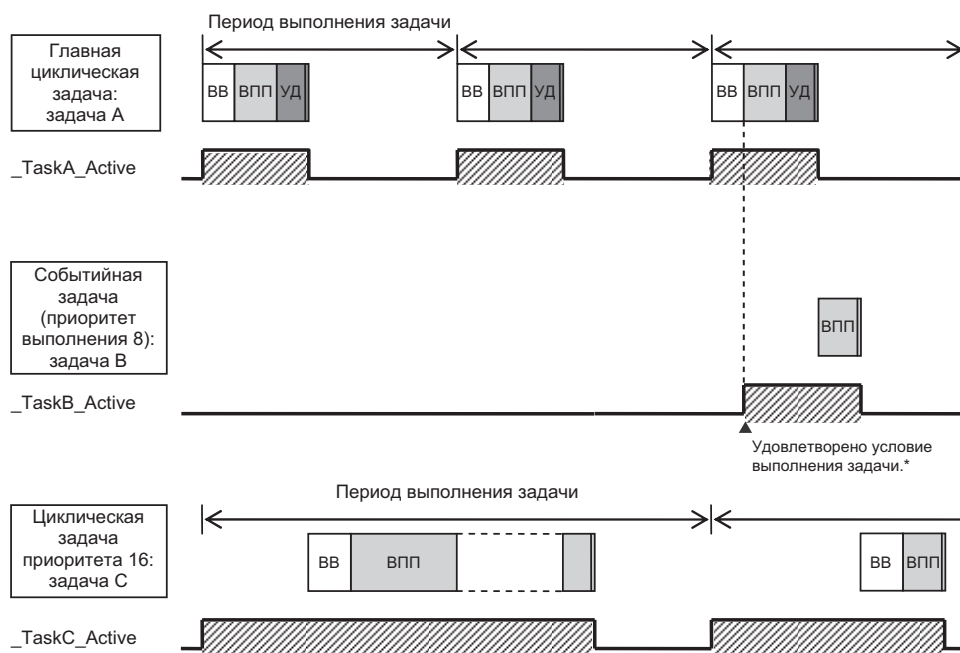 Период выполнения задачи
Главная
циклическая
задача:
задача A
ВВ ВПП УД ВВ ВПП УД ВВ ВПП УД
_TaskA_Active
Событийная
задача
(приоритет
выполнения 8):
задача B
ВПП
_TaskB_Active
Удовлетворено условие
выполнения задачи.*
Период выполнения задачи
Циклическая
задача
приоритета 16:
задача C
ВВ ВПП ВВ ВПП
_TaskC_Active